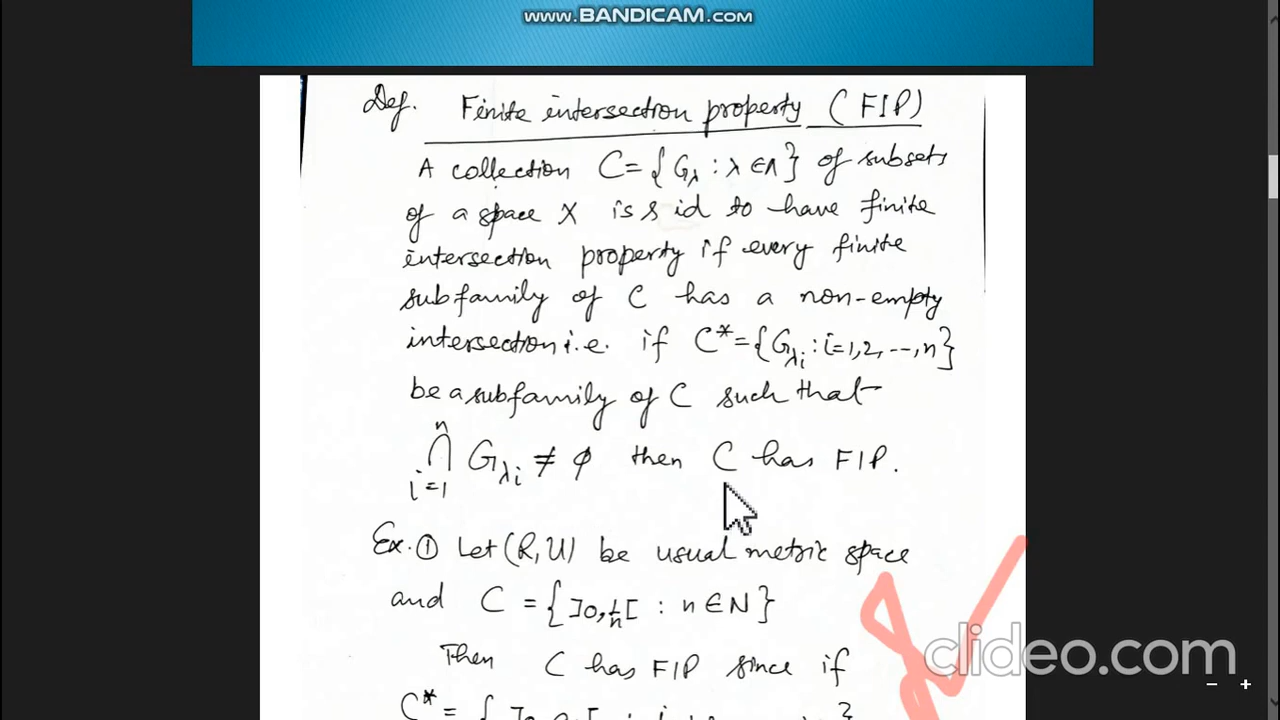 www.BANDICAM.com
Def. Finite intersection property (FIP)
A collection C = {Gλ : λ ∈ Λ} of subsets
of a space X is s id to have finite
intersection property if every finite
subfamily of C has a non-empty
intersection i.e. if C* = {Gλi : i=1,2,---,n}
be a subfamily of C such that
n
∩ Gλi ≠ φ then C has FIP.
i=1
Ex. ① Let (R, U) be usual metric space
and C = { ]0, 1/n[ : n ∈ N }
Then C has FIP since if
clideo.com
C* = {
- +